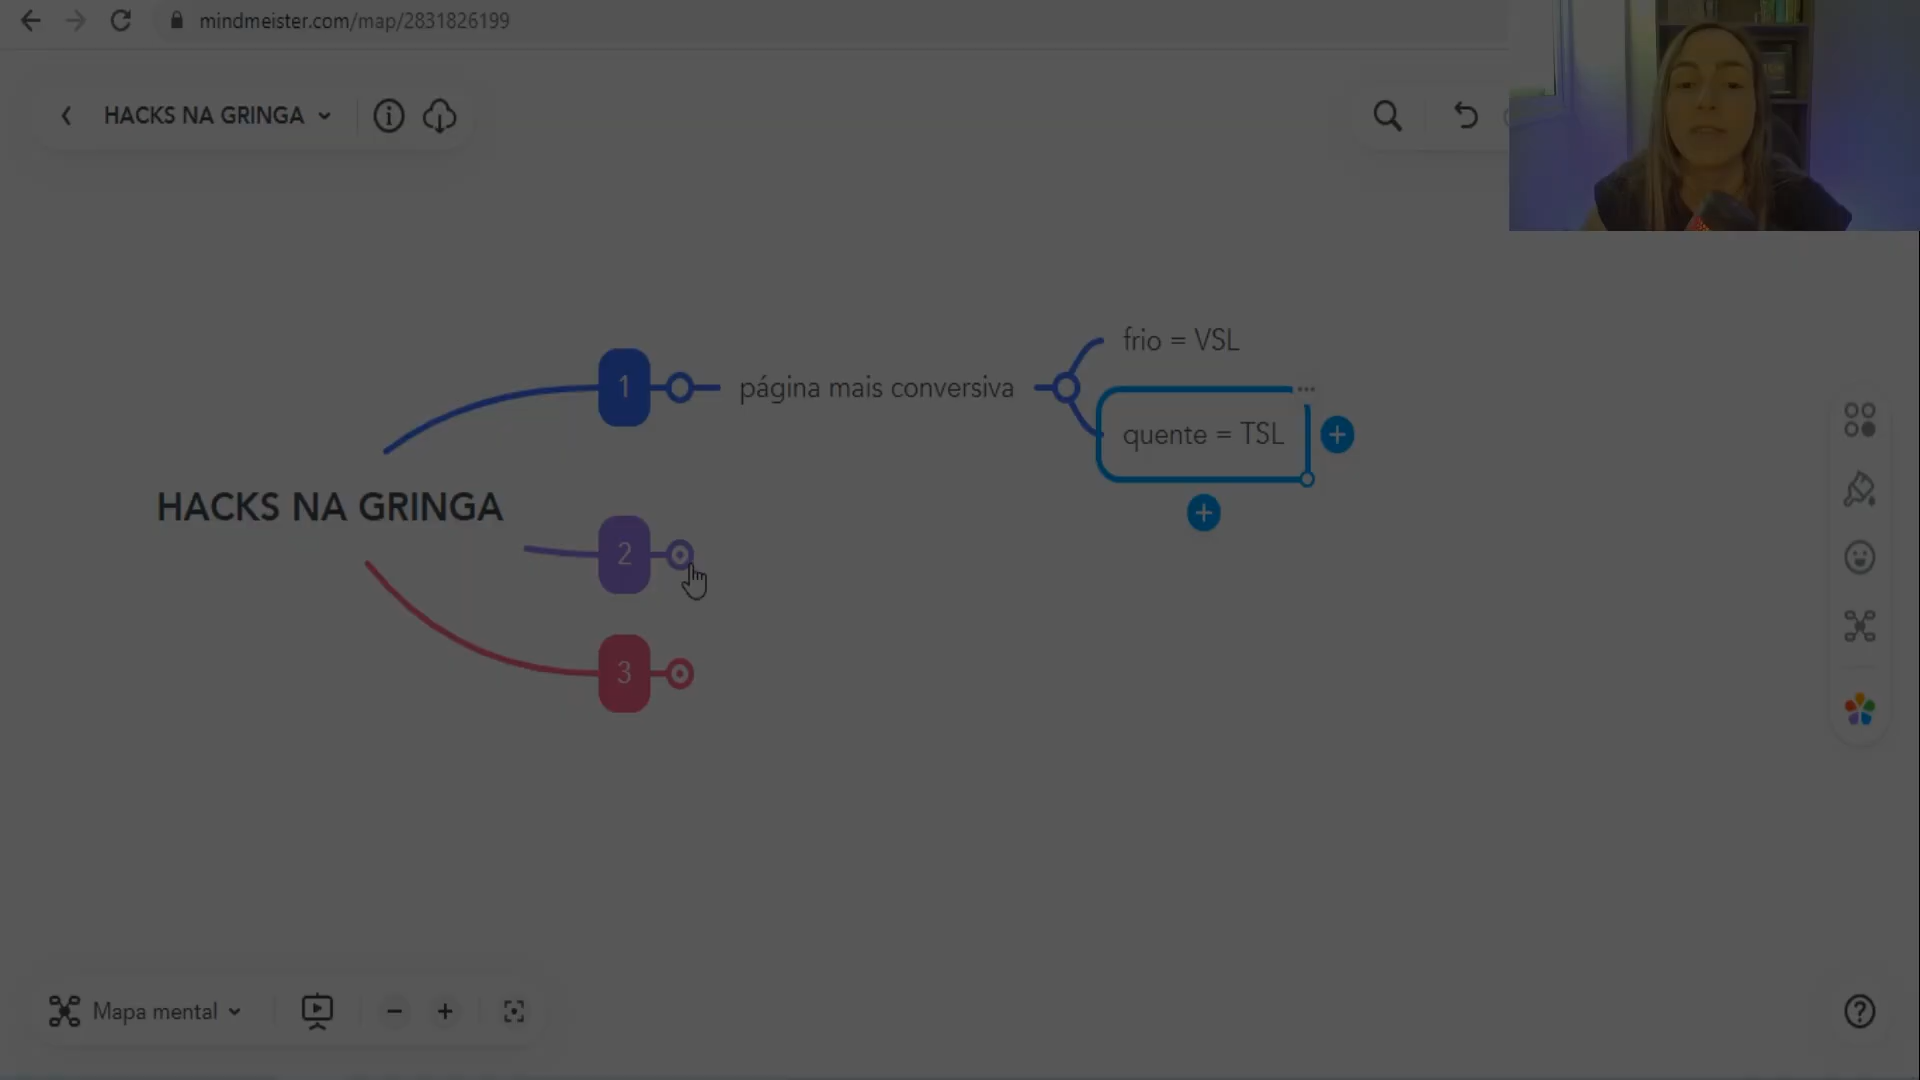 mindmeister.com/map/2831826199
HACKS NA GRINGA
frio = VSL
1
página mais conversiva
quente = TSL
HACKS NA GRINGA
2
3
Mapa mental